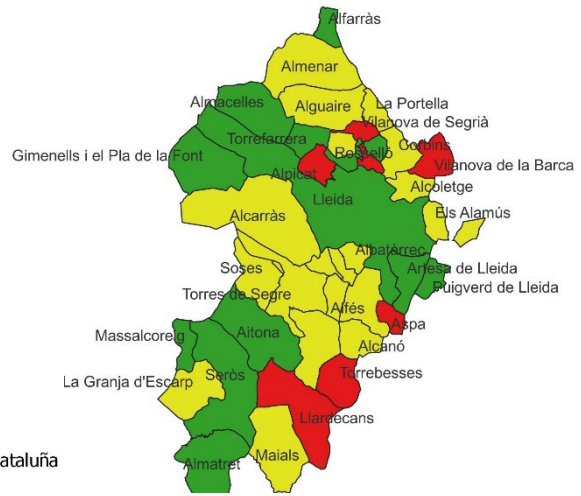 Alfarràs
Almenar
Almacelles
Alguaire
La Portella
Vilanova de Segrià
Torrefarrera
Rosselló
Corbins
Gimenells i el Pla de la Font
Alpicat
Vilanova de la Barca
Lleida
Alcoletge
Alcarràs
Els Alamús
Albatàrrec
Soses
Artesa de Lleida
Torres de Segre
Puigverd de Lleida
Alfés
Aspa
Massalcoreig
Aitona
Alcanó
La Granja d'Escarp
Seròs
Torrebesses
Llardecans
Maials
Almatret
ataluña